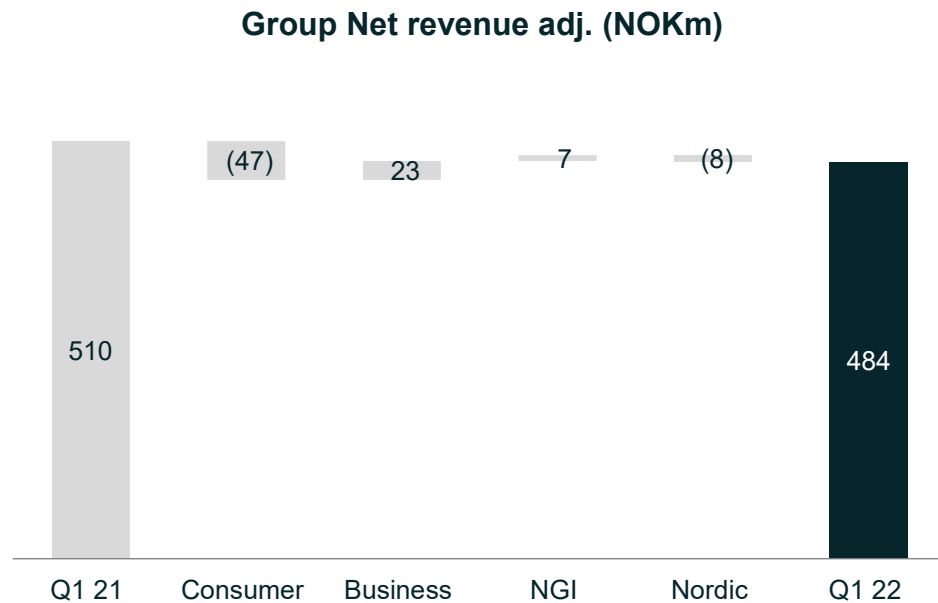 Group Net revenue adj. (NOKm)
510
(47)
23
7
(8)
484
Q1 21
Consumer
Business
NGI
Nordic
Q1 22